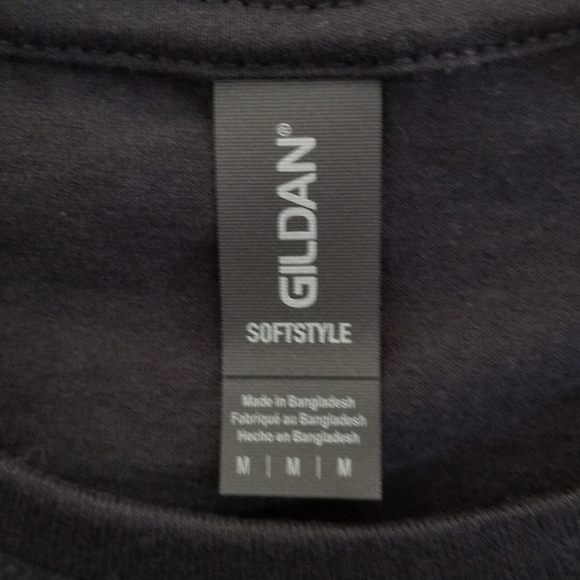 GILDAN®
SOFTSTYLE
Made in Bangladesh
Fabriqué au Bangladesh
Hecho en Bangladesh
M | M | M